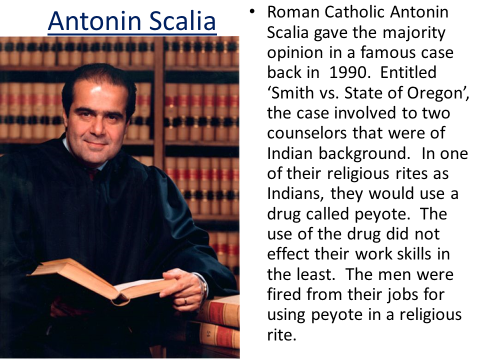 Antonin Scalia
• Roman Catholic Antonin
Scalia gave the majority
opinion in a famous case
back in 1990. Entitled
‘Smith vs. State of Oregon’,
the case involved to two
counselors that were of
Indian background. In one
of their religious rites as
Indians, they would use a
drug called peyote. The
use of the drug did not
effect their work skills in
the least. The men were
fired from their jobs for
using peyote in a religious
rite.